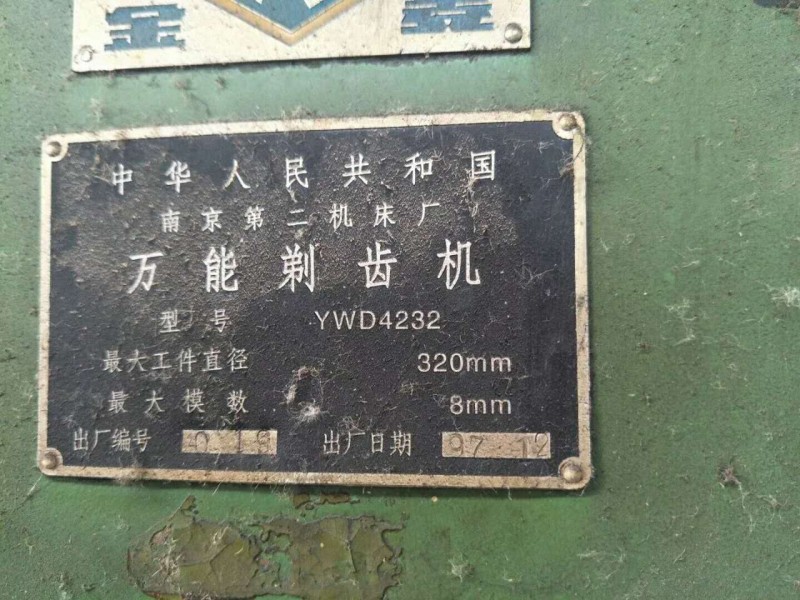 中华人民共和国
南京第二机床厂
万能剃齿机
型号 YWD4232
最大工件直径 320mm
最大模数 8mm
出厂编号 019 出厂日期 97 12